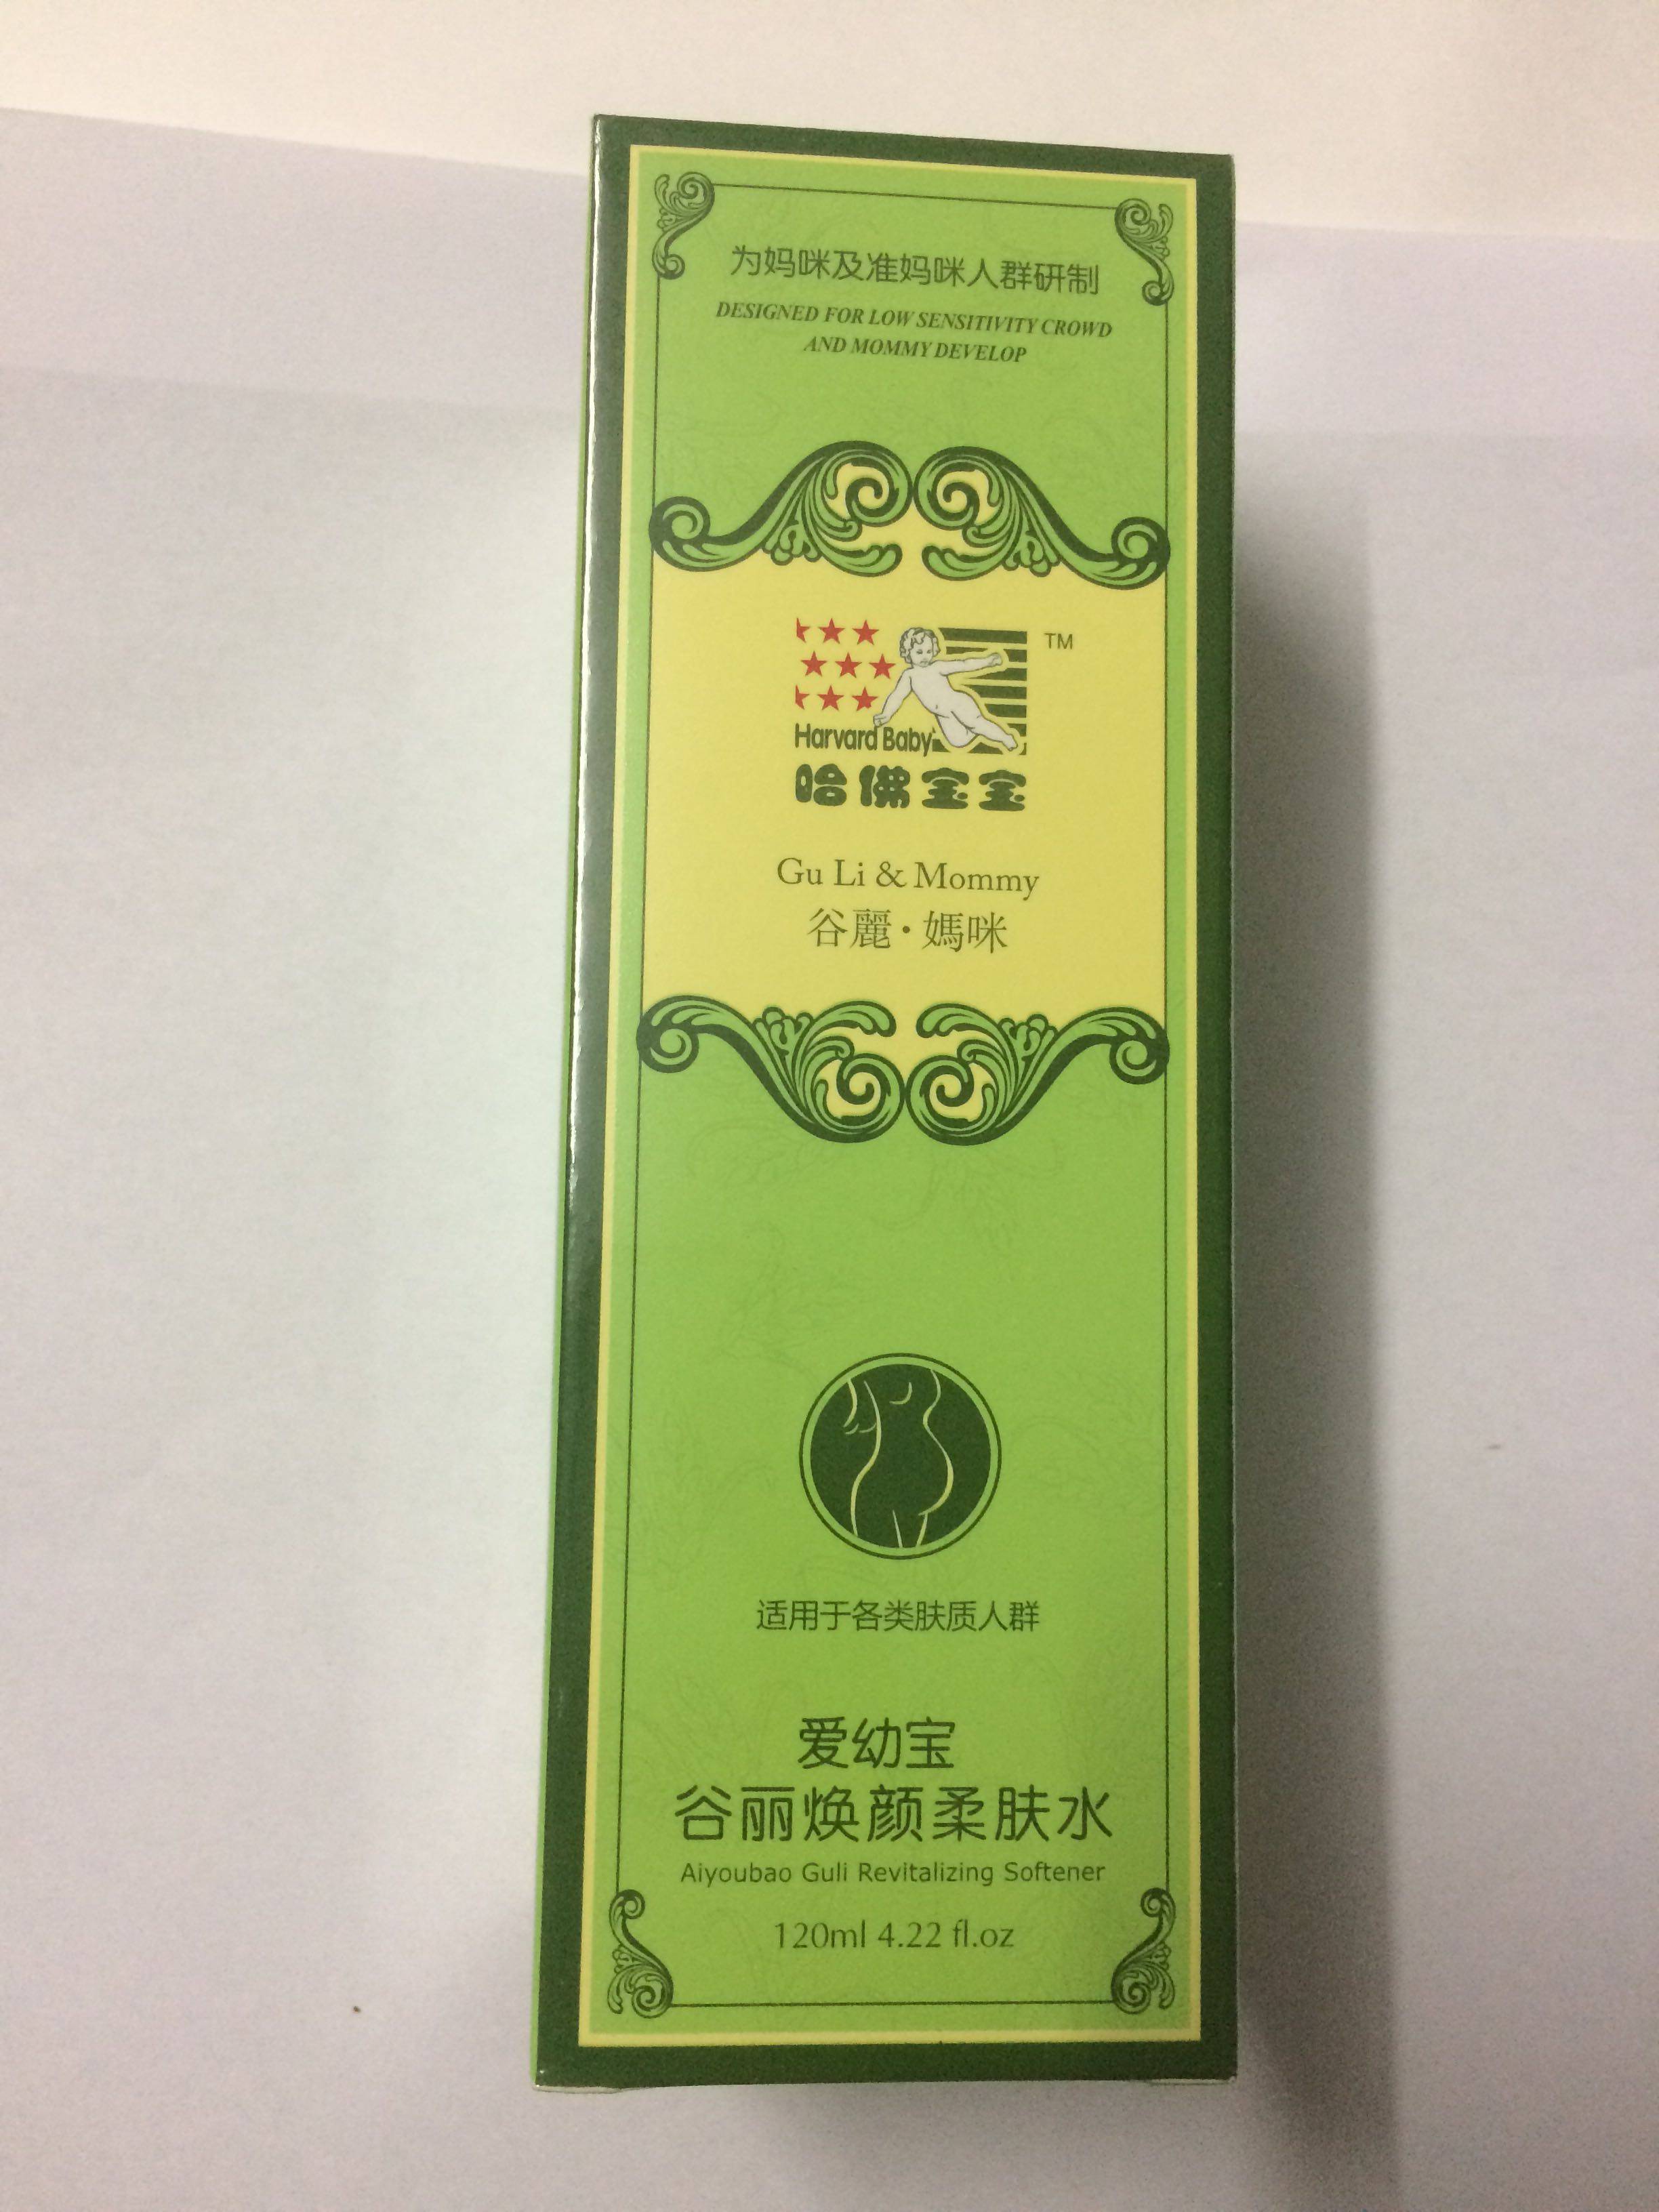 为妈咪及准妈咪人群研制
DESIGNED FOR LOW SENSITIVITY CROWD
AND MOMMY DEVELOP
TM
Harvard Baby
哈佛宝宝
Gu Li & Mommy
谷麗·媽咪
适用于各类肤质人群
爱幼宝
谷丽焕颜柔肤水
Aiyoubao Guli Revitalizing Softener
120ml 4.22 fl.oz